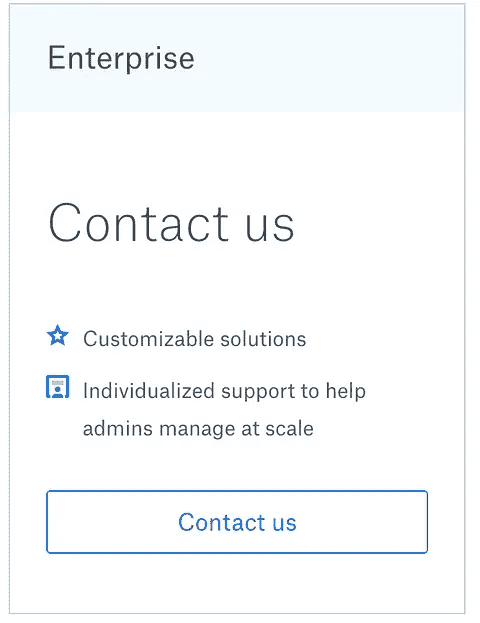 Enterprise
Contact us
Customizable solutions
Individualized support to help
admins manage at scale
Contact us